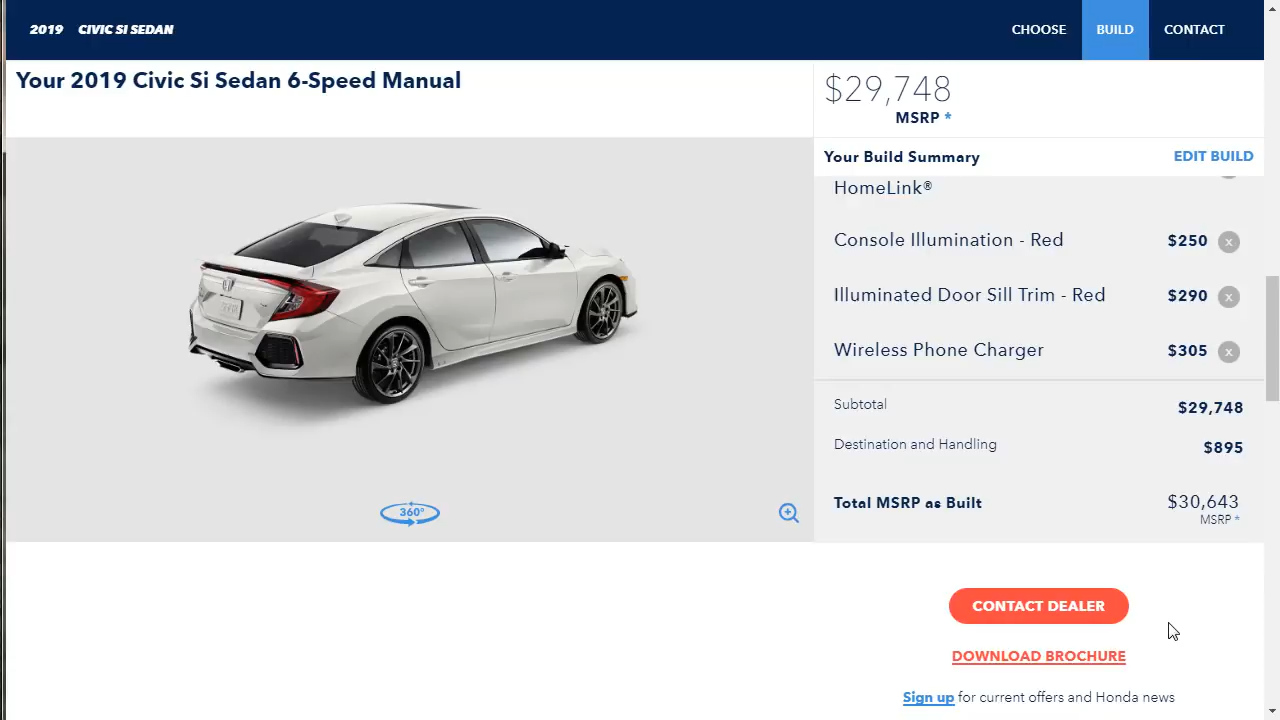 2019 CIVIC SI SEDAN
CHOOSE
BUILD
CONTACT
Your 2019 Civic Si Sedan 6-Speed Manual
$29,748
MSRP *
Your Build Summary
EDIT BUILD
HomeLink®
Console Illumination - Red $250 x
Illuminated Door Sill Trim - Red $290 x
Wireless Phone Charger $305 x
Subtotal $29,748
Destination and Handling $895
Total MSRP as Built $30,643
MSRP *
360°
CONTACT DEALER
DOWNLOAD BROCHURE
Sign up for current offers and Honda news